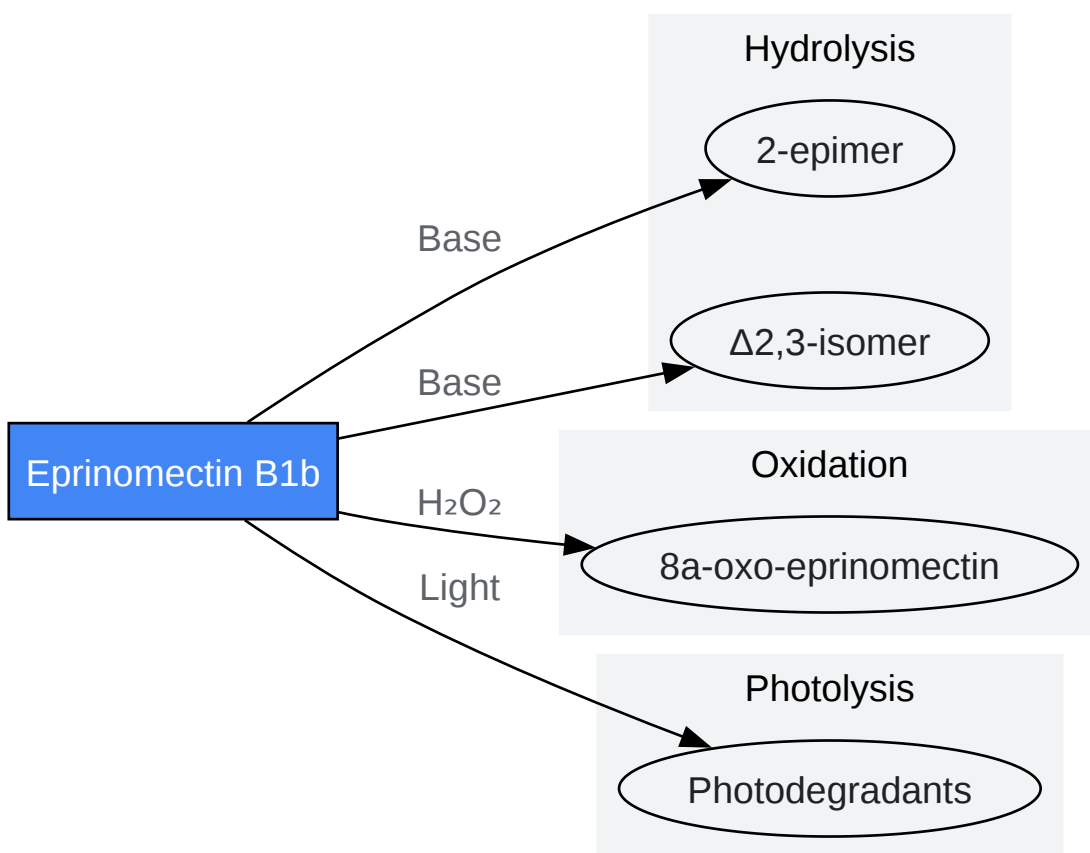 Hydrolysis
2-epimer
Base
Δ2,3-isomer
Base
Eprinomectin B1b
Oxidation
H₂O₂
8a-oxo-eprinomectin
Light
Photolysis
Photodegradants